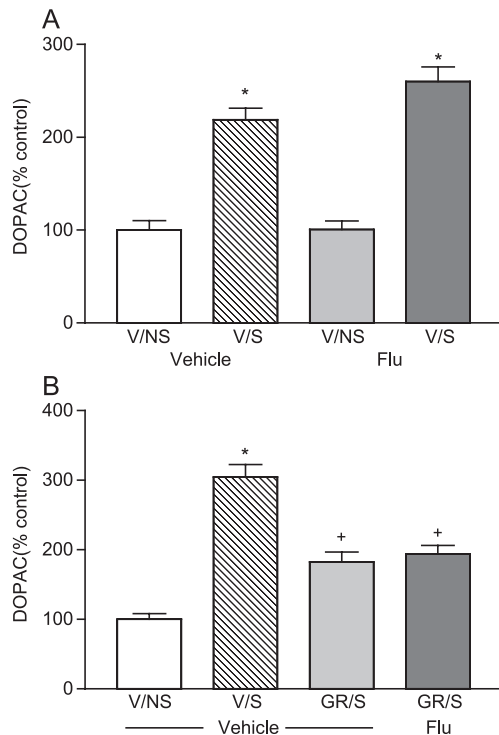 A
DOPAC(% control)
300
200
100
0
*
*
V/NS V/S V/NS V/S
Vehicle Flu
B
DOPAC(% control)
400
300
200
100
0
*
+
+
V/NS V/S GR/S GR/S
Vehicle Flu